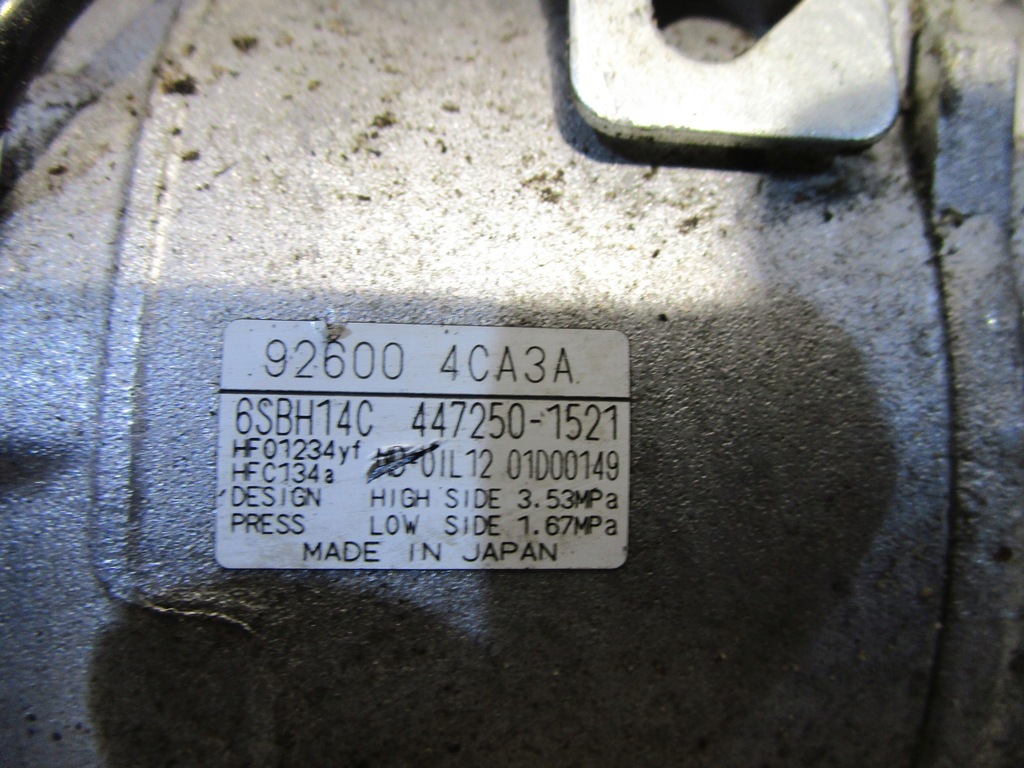 92600 4CA3A
6SBH14C 447250-1521
HFO1234yf
HFC134a
ND-OIL12 01D00149
DESIGN HIGH SIDE 3.53MPa
PRESS LOW SIDE 1.67MPa
MADE IN JAPAN